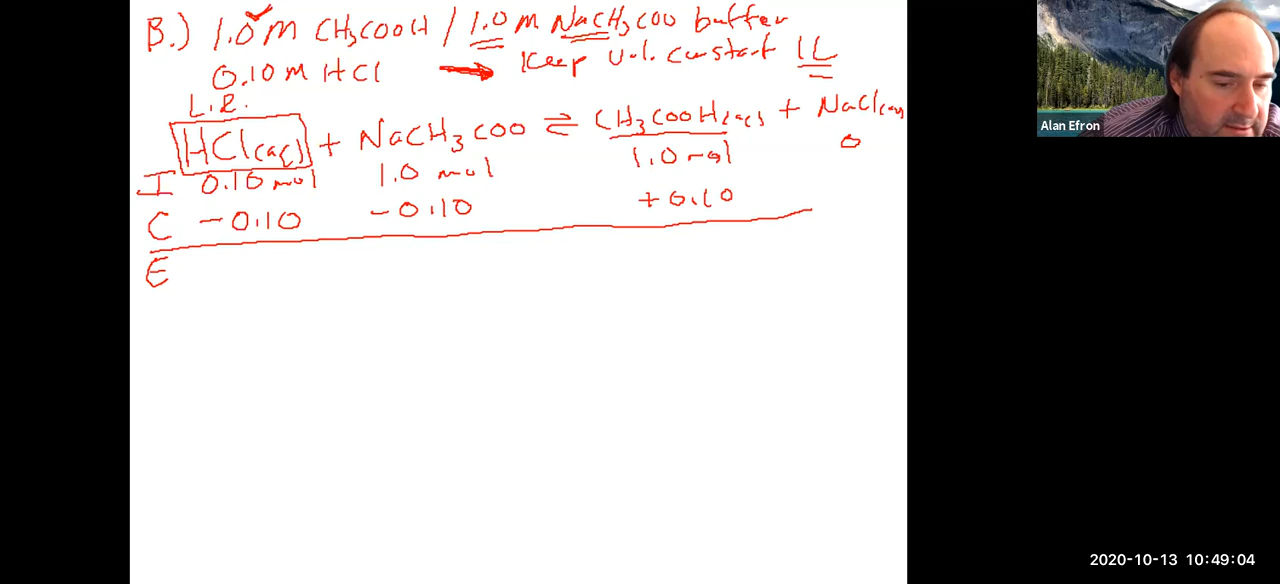 B.) 1.0 M CH3COOH / 1.0 M NaCH3COO buffer
0.10 M HCl → Keep vol. constant 1L
L.R.
HCl(aq) + NaCH3COO ⇌ CH3COOH(aq) + NaCl(aq)
I 0.10 mol 1.0 mol 1.0 mol 0
C -0.10 -0.10 +0.10
E
Alan Efron
2020-10-13 10:49:04